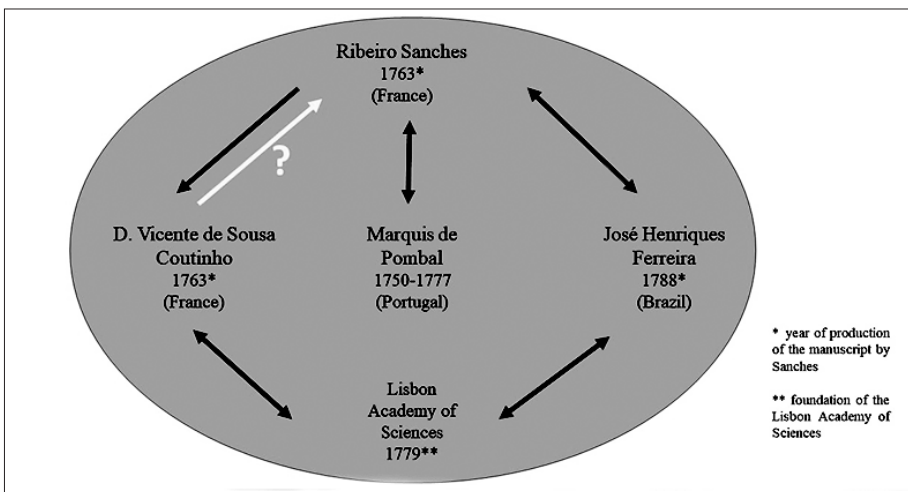 Ribeiro Sanches
1763*
(France)
?
D. Vicente de Sousa
Coutinho
1763*
(France)
Marquis de
Pombal
1750-1777
(Portugal)
José Henriques
Ferreira
1788*
(Brazil)
Lisbon
Academy of
Sciences
1779**
* year of production
of the manuscript by
Sanches
** foundation of the
Lisbon Academy of
Sciences